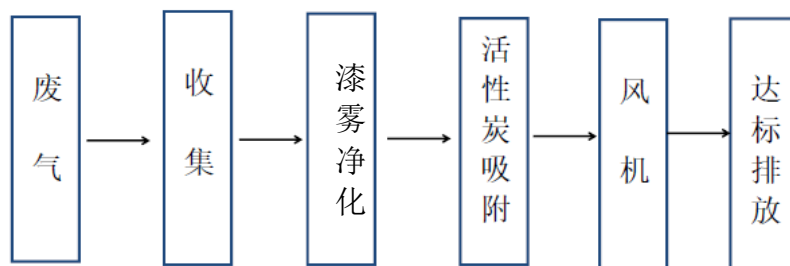 废气
收集
漆雾净化
活性炭吸附
风机
达标排放